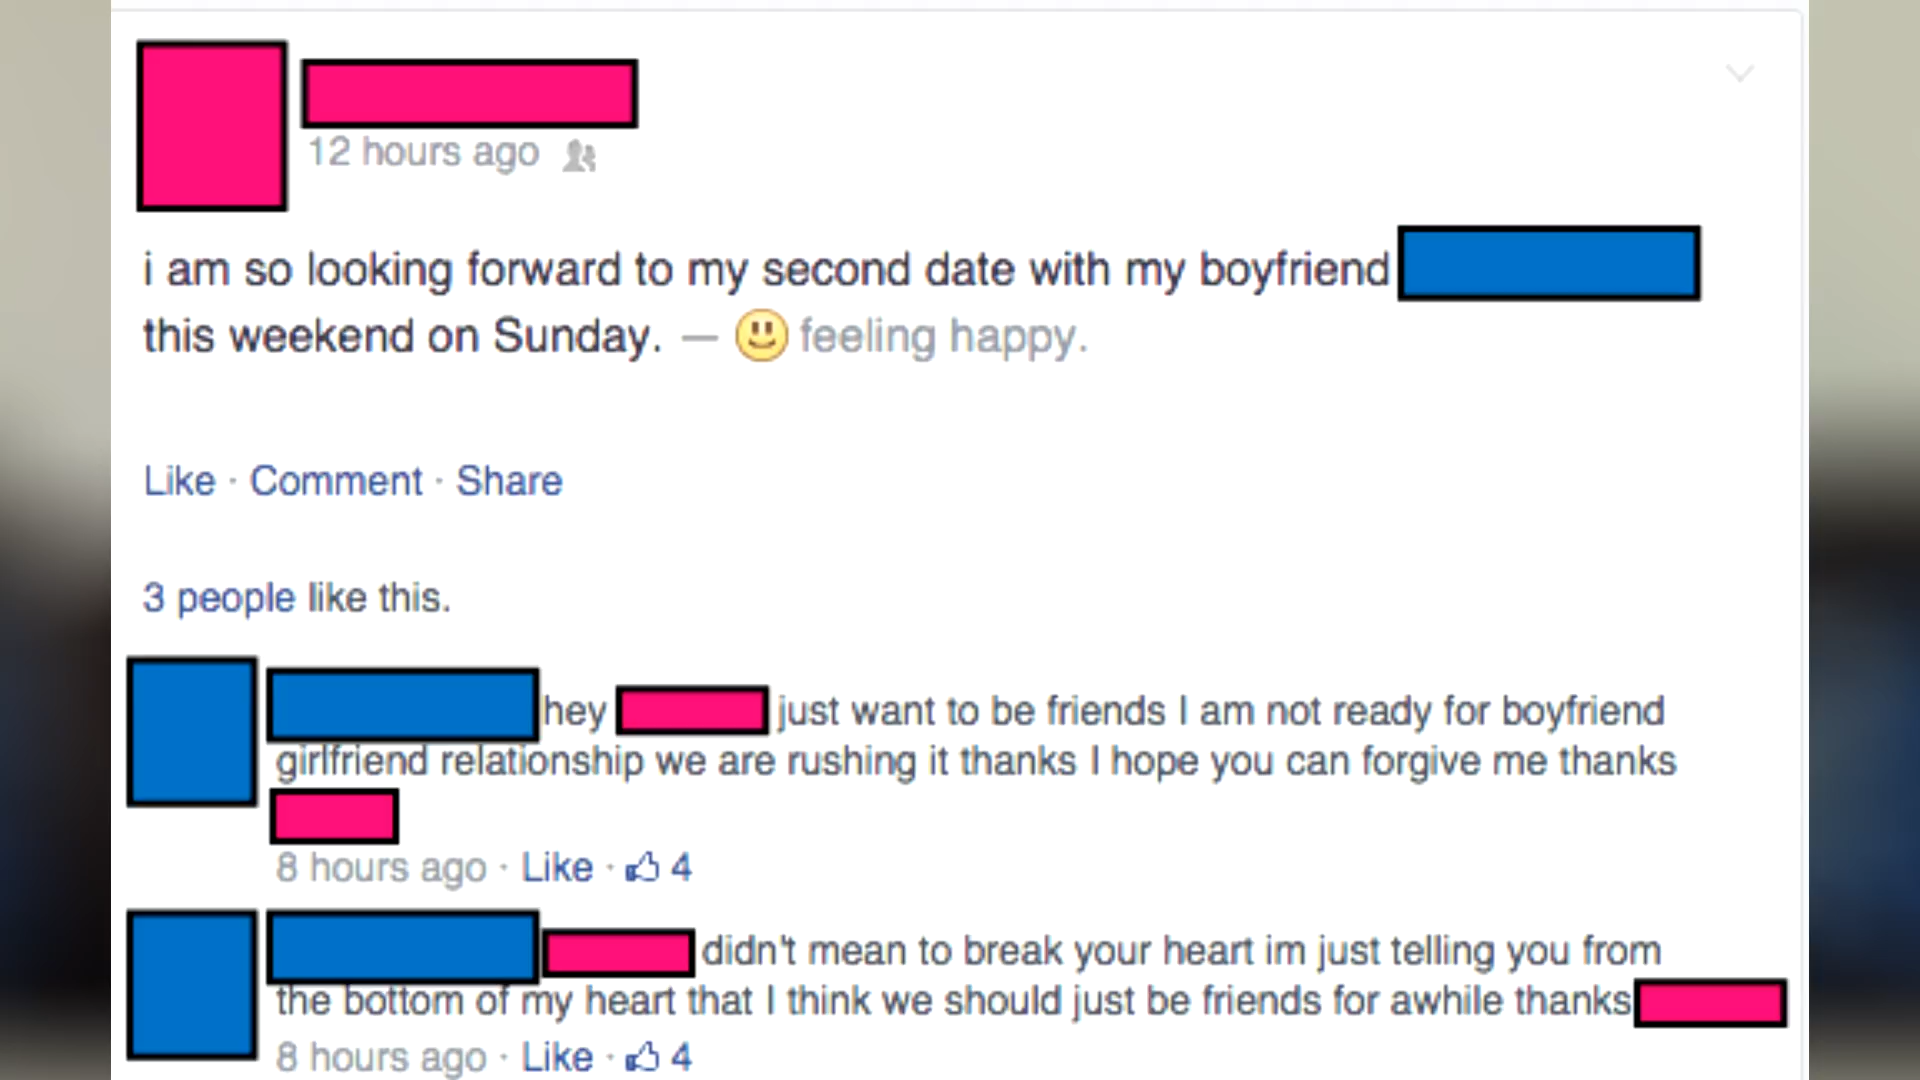 12 hours ago
i am so looking forward to my second date with my boyfriend
this weekend on Sunday. — feeling happy.
Like · Comment · Share
3 people like this.
hey just want to be friends I am not ready for boyfriend
girlfriend relationship we are rushing it thanks I hope you can forgive me thanks
8 hours ago · Like · 4
didn't mean to break your heart im just telling you from
the bottom of my heart that I think we should just be friends for awhile thanks
8 hours ago · Like · 4